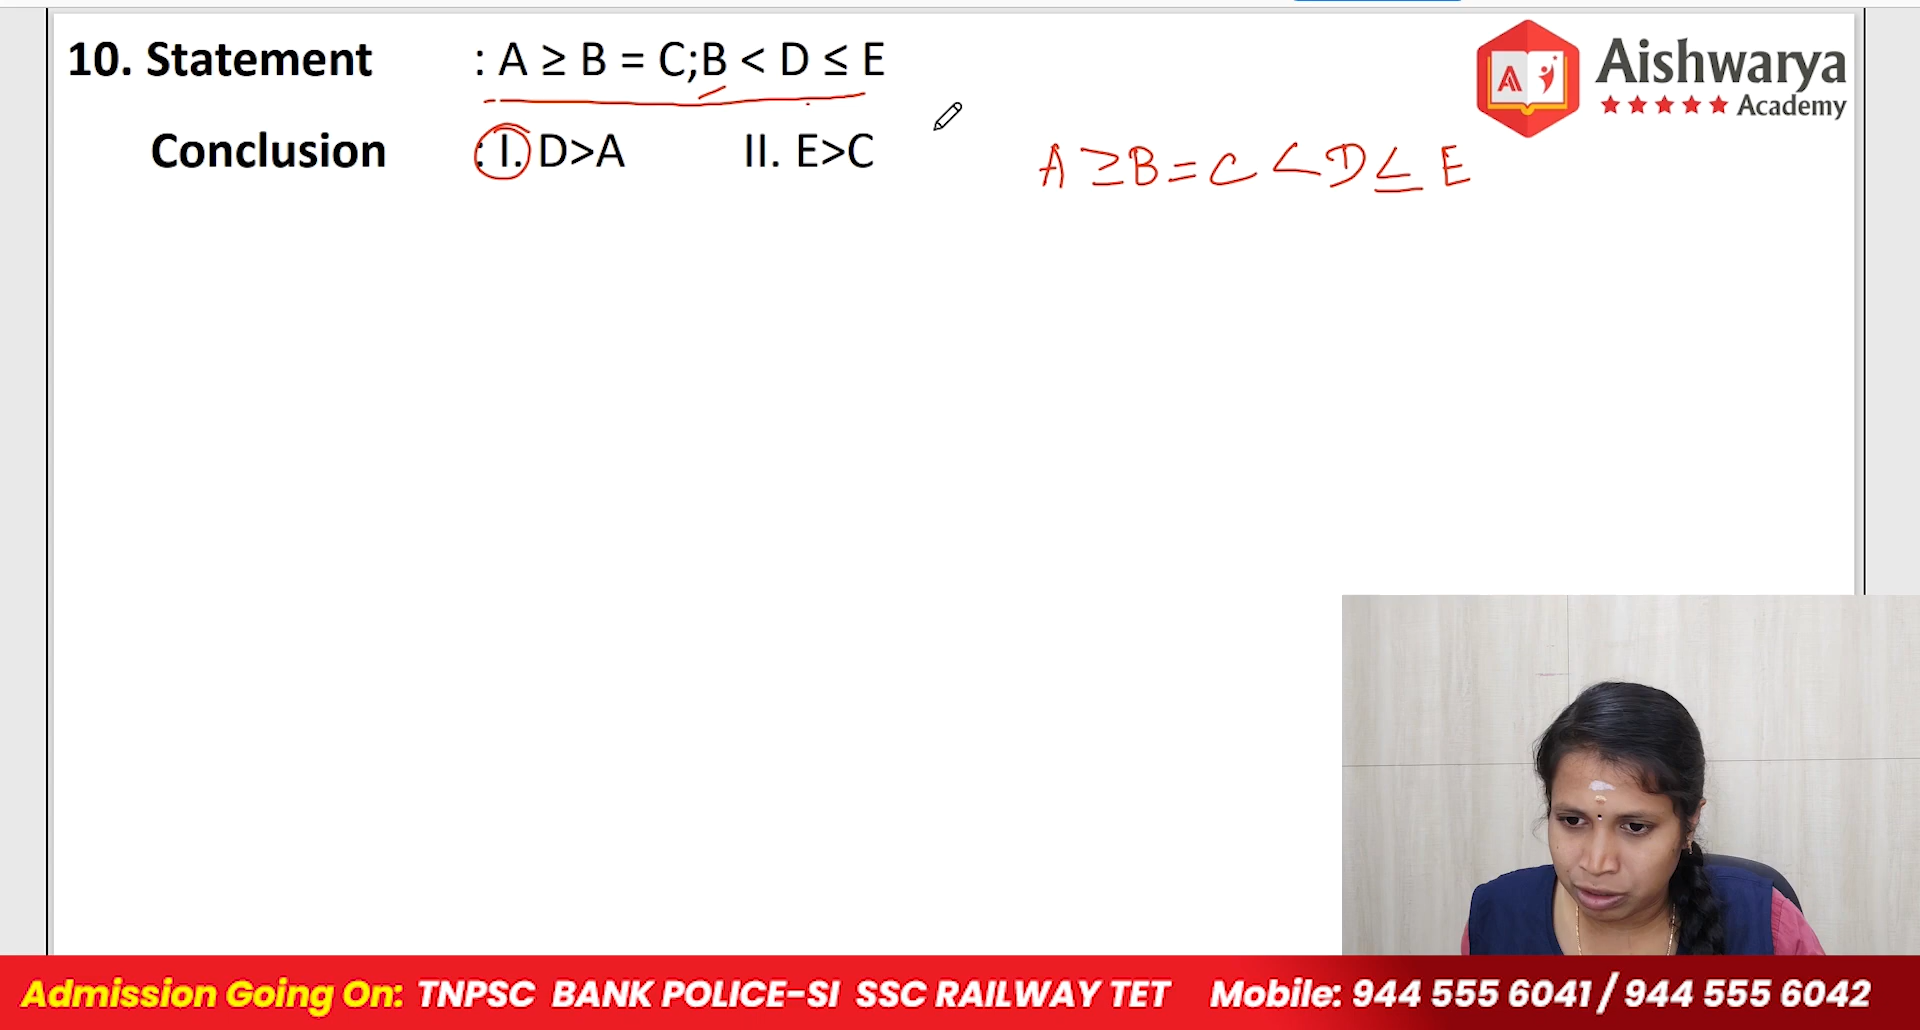 10. Statement : A ≥ B = C;B < D ≤ E
Conclusion : I. D>A II. E>C
A ≥ B = C < D ≤ E
Aishwarya
Academy
Admission Going On: TNPSC BANK POLICE-SI SSC RAILWAY TET Mobile: 944 555 6041 / 944 555 6042